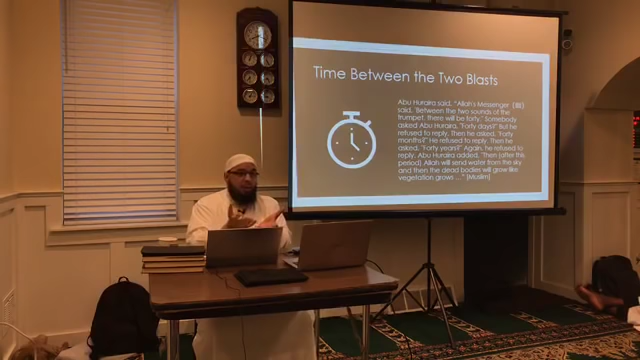 Time Between the Two Blasts
Abu Huraira said, "Allah's Messenger (ﷺ)
said, 'Between the two sounds of the
trumpet, there will be forty." Somebody
asked Abu Huraira, "Forty days?" But he
refused to reply. Then he asked, "Forty
months?" He refused to reply. Then he
asked, "Forty years?" Again, he refused to
reply. Abu Huraira added, "Then (after this
period) Allah will send water from the sky
and then the dead bodies will grow like
vegetation grows ..." [Muslim]